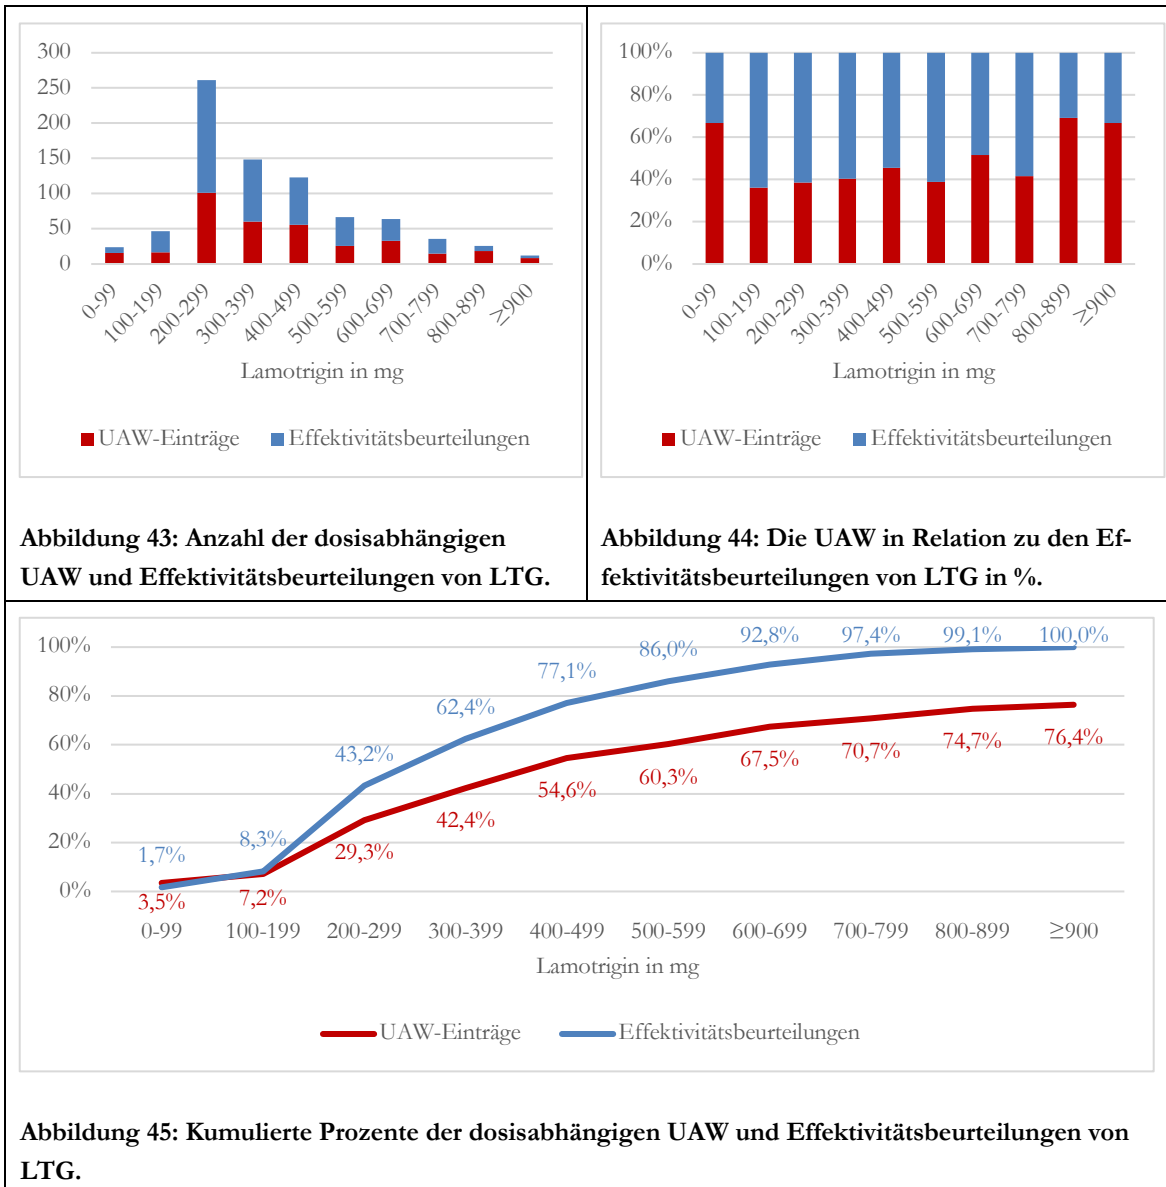 300
250
200
150
100
50
0
0-99
100-199
200-299
300-399
400-499
500-599
600-699
700-799
800-899
≥900
Lamotrigin in mg
UAW-Einträge Effektivitätsbeurteilungen
Abbildung 43: Anzahl der dosisabhängigen
UAW und Effektivitätsbeurteilungen von LTG.
100%
80%
60%
40%
20%
0%
0-99
100-199
200-299
300-399
400-499
500-599
600-699
700-799
800-899
≥900
Lamotrigin in mg
UAW-Einträge Effektivitätsbeurteilungen
Abbildung 44: Die UAW in Relation zu den Ef-
fektivitätsbeurteilungen von LTG in %.
100%
80%
60%
40%
20%
0%
1,7% 8,3% 43,2% 62,4% 77,1% 86,0% 92,8% 97,4% 99,1% 100,0%
3,5% 7,2% 29,3% 42,4% 54,6% 60,3% 67,5% 70,7% 74,7% 76,4%
0-99 100-199 200-299 300-399 400-499 500-599 600-699 700-799 800-899 ≥900
Lamotrigin in mg
UAW-Einträge Effektivitätsbeurteilungen
Abbildung 45: Kumulierte Prozente der dosisabhängigen UAW und Effektivitätsbeurteilungen von
LTG.